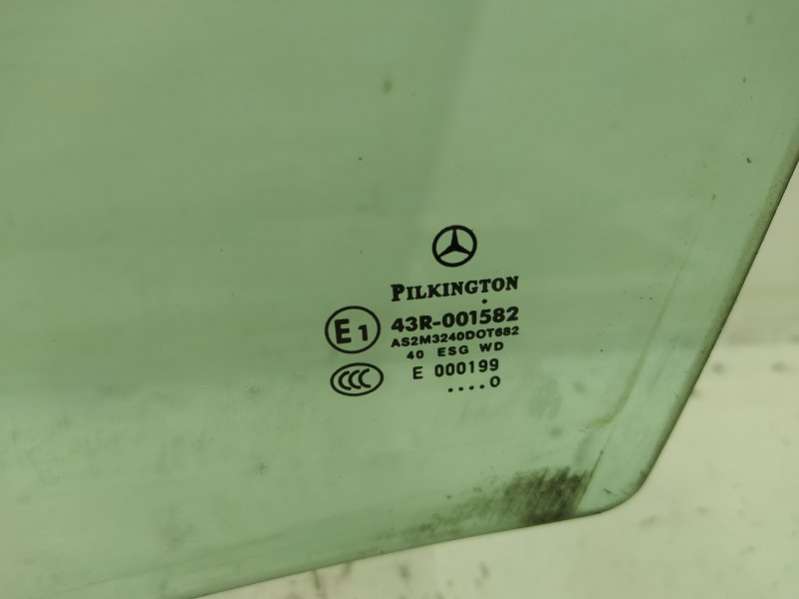 PILKINGTON
E1 43R-001582
AS2M3240DOT682
40 ESG WD
CCC E 000199
....0